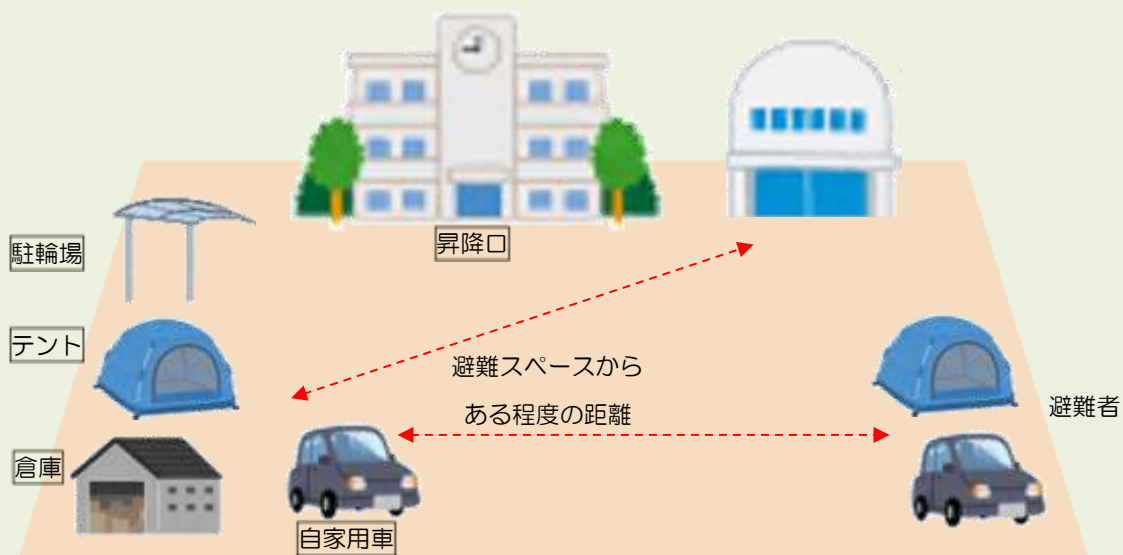 昇降口
駐輪場
テント
避難スペースから
ある程度の距離
避難者
倉庫
自家用車